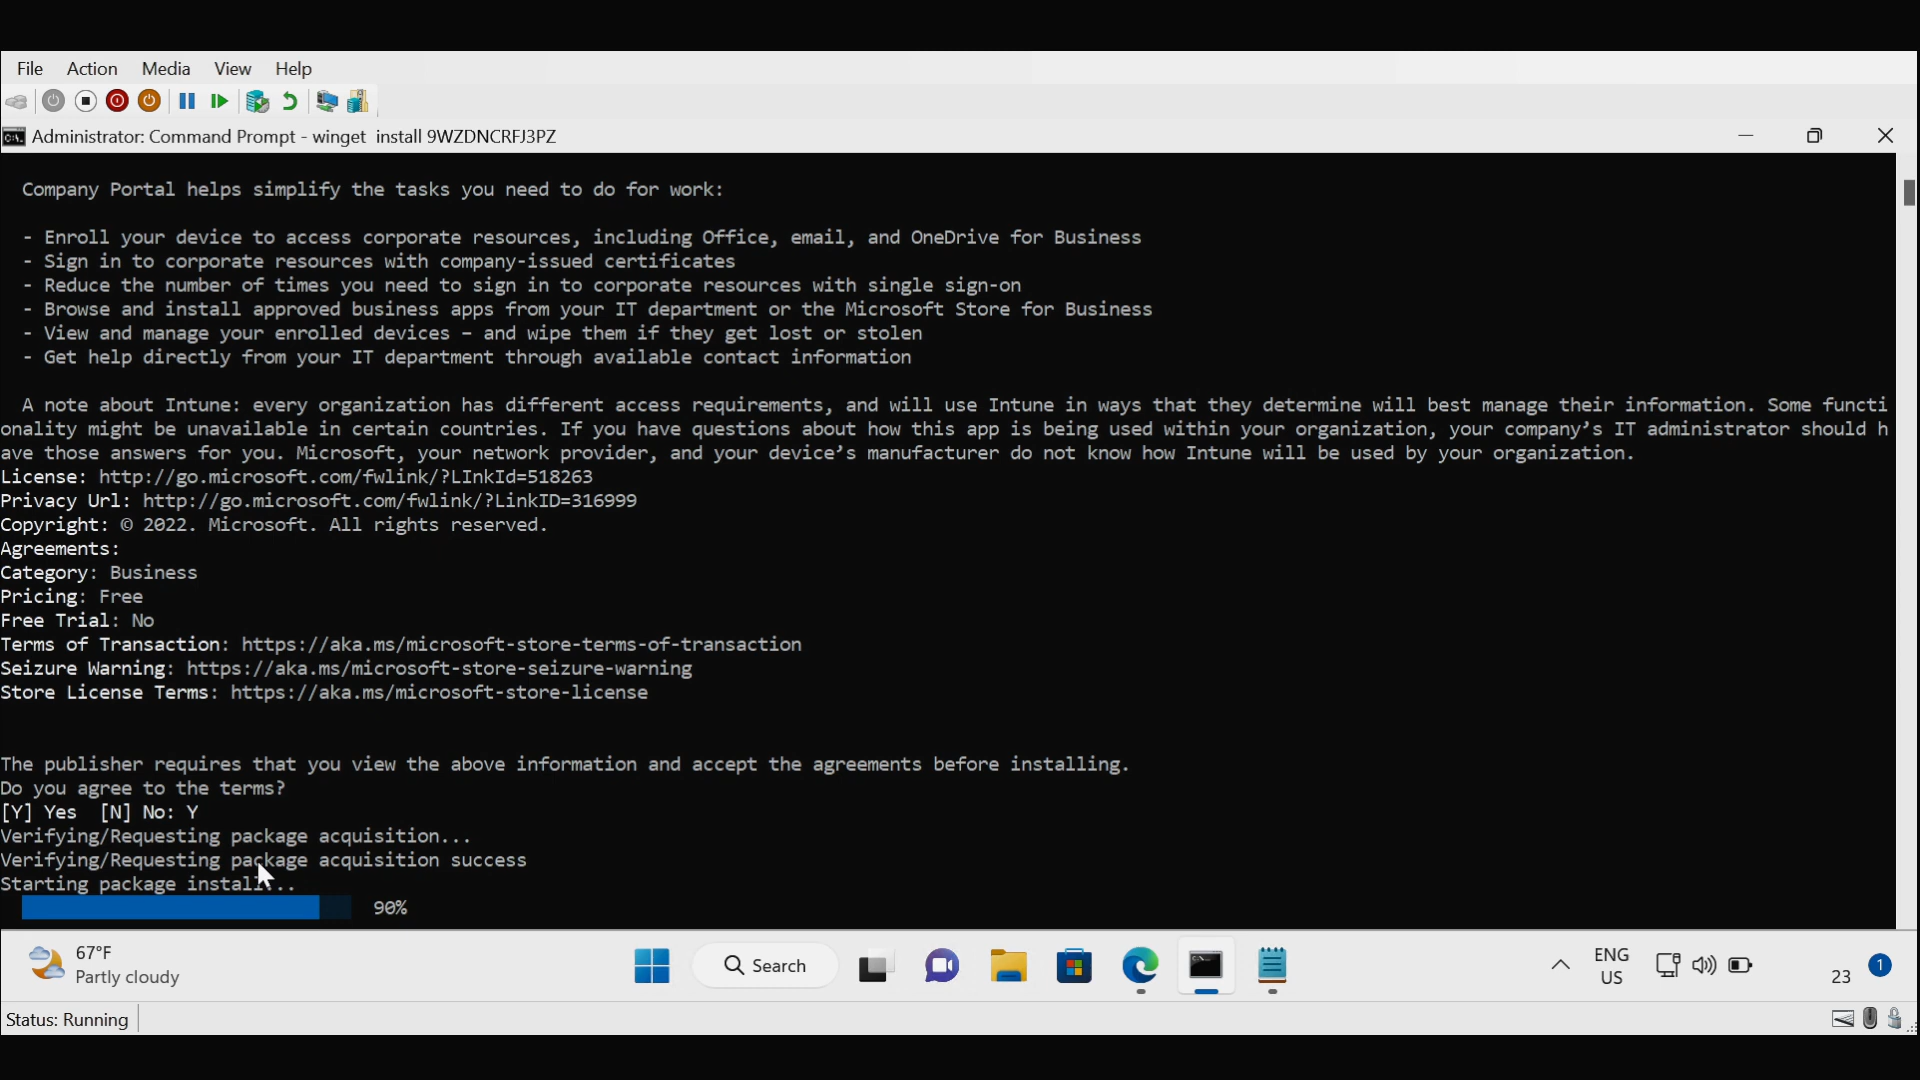 File Action Media View Help
Administrator: Command Prompt - winget  install 9WZDNCRFJ3PZ
Company Portal helps simplify the tasks you need to do for work:
- Enroll your device to access corporate resources, including Office, email, and OneDrive for Business
- Sign in to corporate resources with company-issued certificates
- Reduce the number of times you need to sign in to corporate resources with single sign-on
- Browse and install approved business apps from your IT department or the Microsoft Store for Business
- View and manage your enrolled devices – and wipe them if they get lost or stolen
- Get help directly from your IT department through available contact information
A note about Intune: every organization has different access requirements, and will use Intune in ways that they determine will best manage their information. Some functi
onality might be unavailable in certain countries. If you have questions about how this app is being used within your organization, your company’s IT administrator should h
ave those answers for you. Microsoft, your network provider, and your device’s manufacturer do not know how Intune will be used by your organization.
License: http://go.microsoft.com/fwlink/?LInkId=518263
Privacy Url: http://go.microsoft.com/fwlink/?LinkID=316999
Copyright: © 2022. Microsoft. All rights reserved.
Agreements:
Category: Business
Pricing: Free
Free Trial: No
Terms of Transaction: https://aka.ms/microsoft-store-terms-of-transaction
Seizure Warning: https://aka.ms/microsoft-store-seizure-warning
Store License Terms: https://aka.ms/microsoft-store-license
The publisher requires that you view the above information and accept the agreements before installing.
Do you agree to the terms?
[Y] Yes  [N] No: Y
Verifying/Requesting package acquisition...
Verifying/Requesting package acquisition success
Starting package install...
90%
67°F
Partly cloudy
Search
ENG
US
23
1
Status: Running